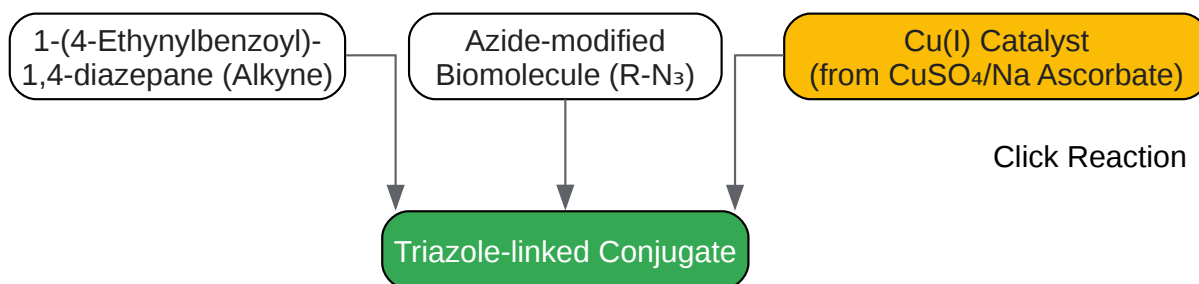 1-(4-Ethynylbenzoyl)-
1,4-diazepane (Alkyne)
Azide-modified
Biomolecule (R-N₃)
Cu(I) Catalyst
(from CuSO₄/Na Ascorbate)
Click Reaction
Triazole-linked Conjugate